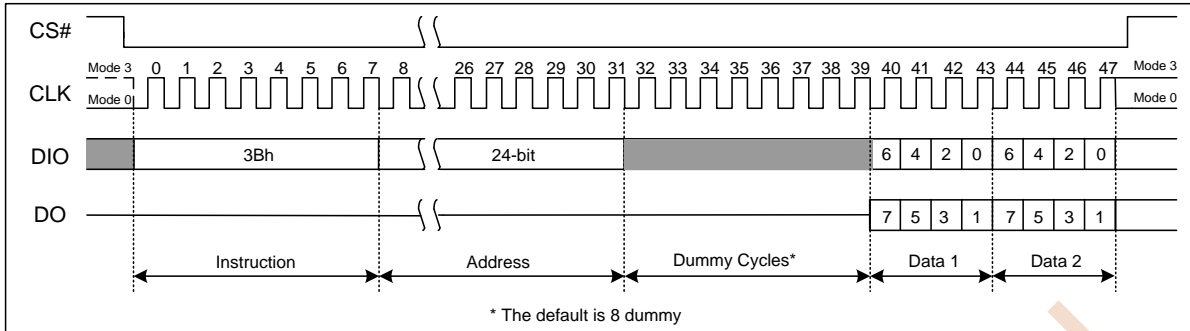 CS#
Mode 3 0 1 2 3 4 5 6 7 8 26 27 28 29 30 31 32 33 34 35 36 37 38 39 40 41 42 43 44 45 46 47 Mode 3
CLK
Mode 0 Mode 0
DIO 3Bh 24-bit 6 4 2 0 6 4 2 0
DO 7 5 3 1 7 5 3 1
Instruction Address Dummy Cycles* Data 1 Data 2
* The default is 8 dummy